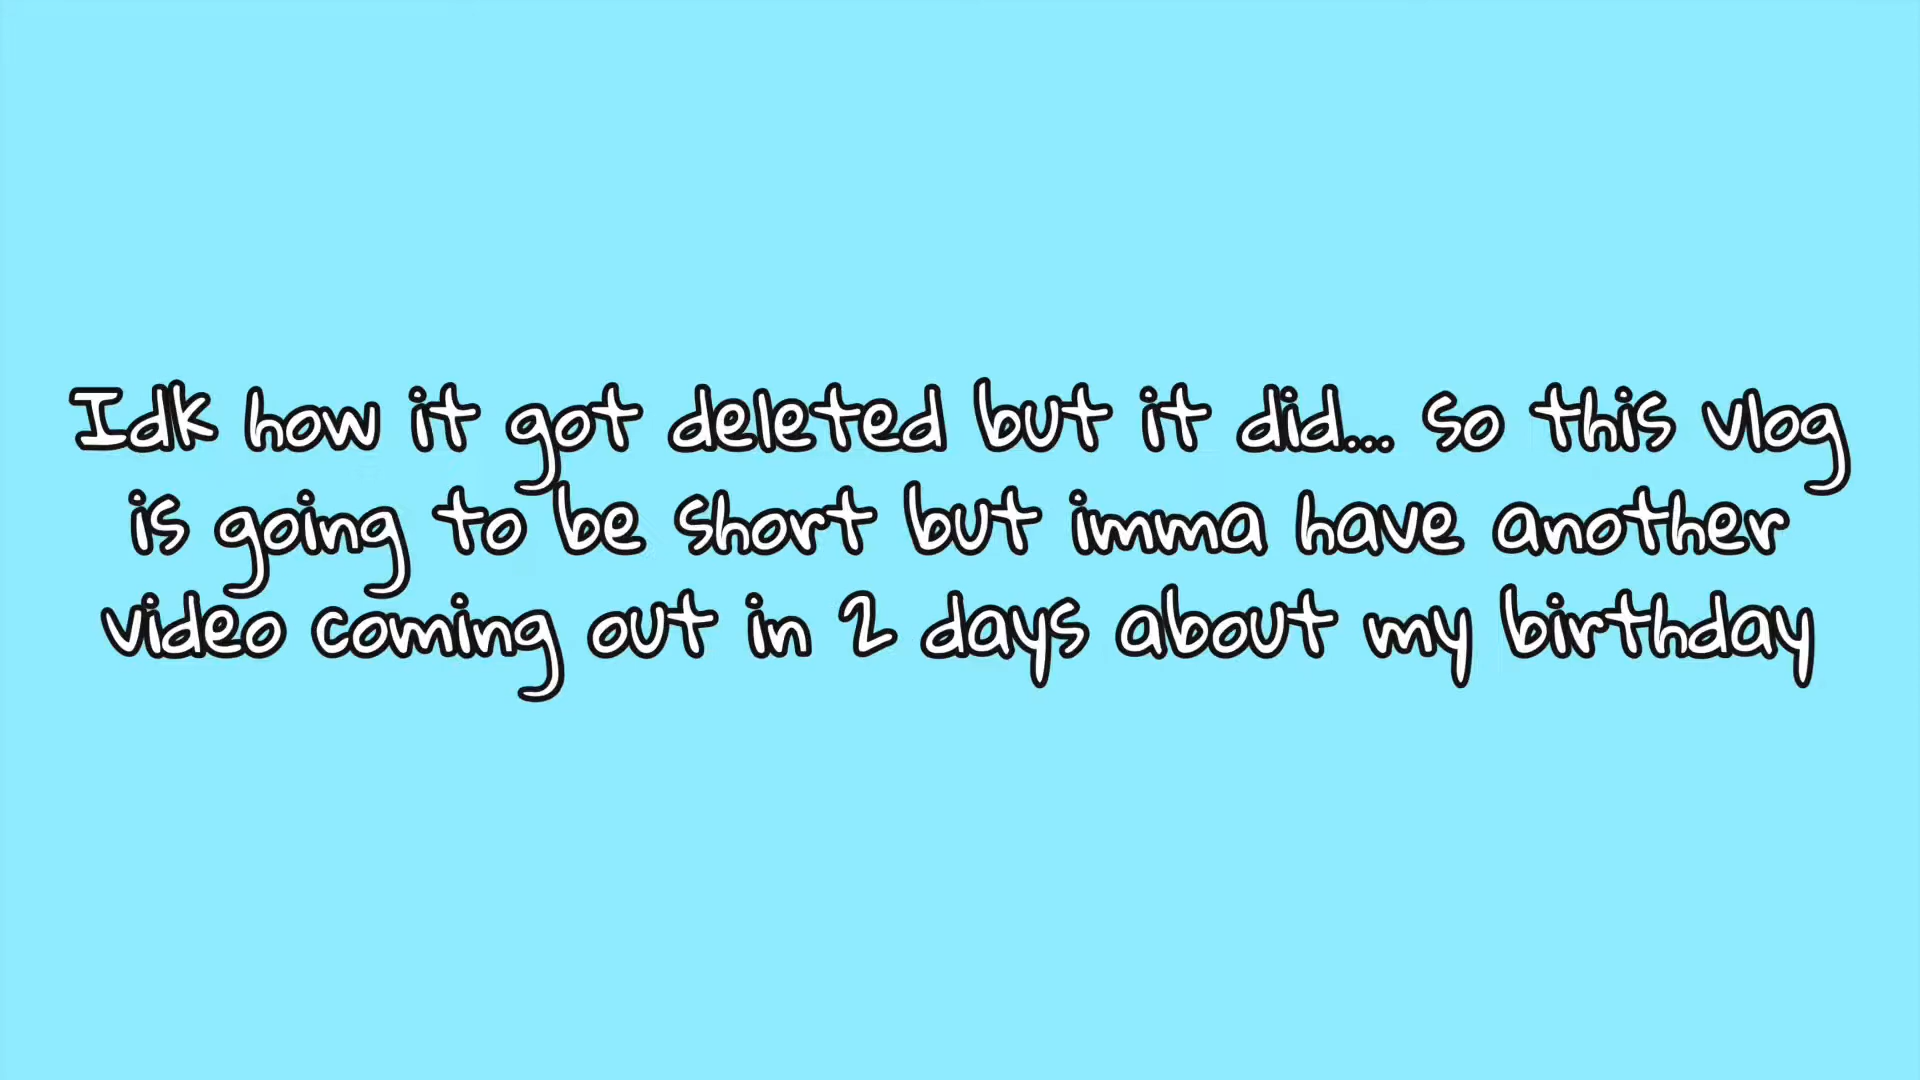 Idk how it got deleted but it did... so this vlog
is going to be short but imma have another
video coming out in 2 days about my birthday